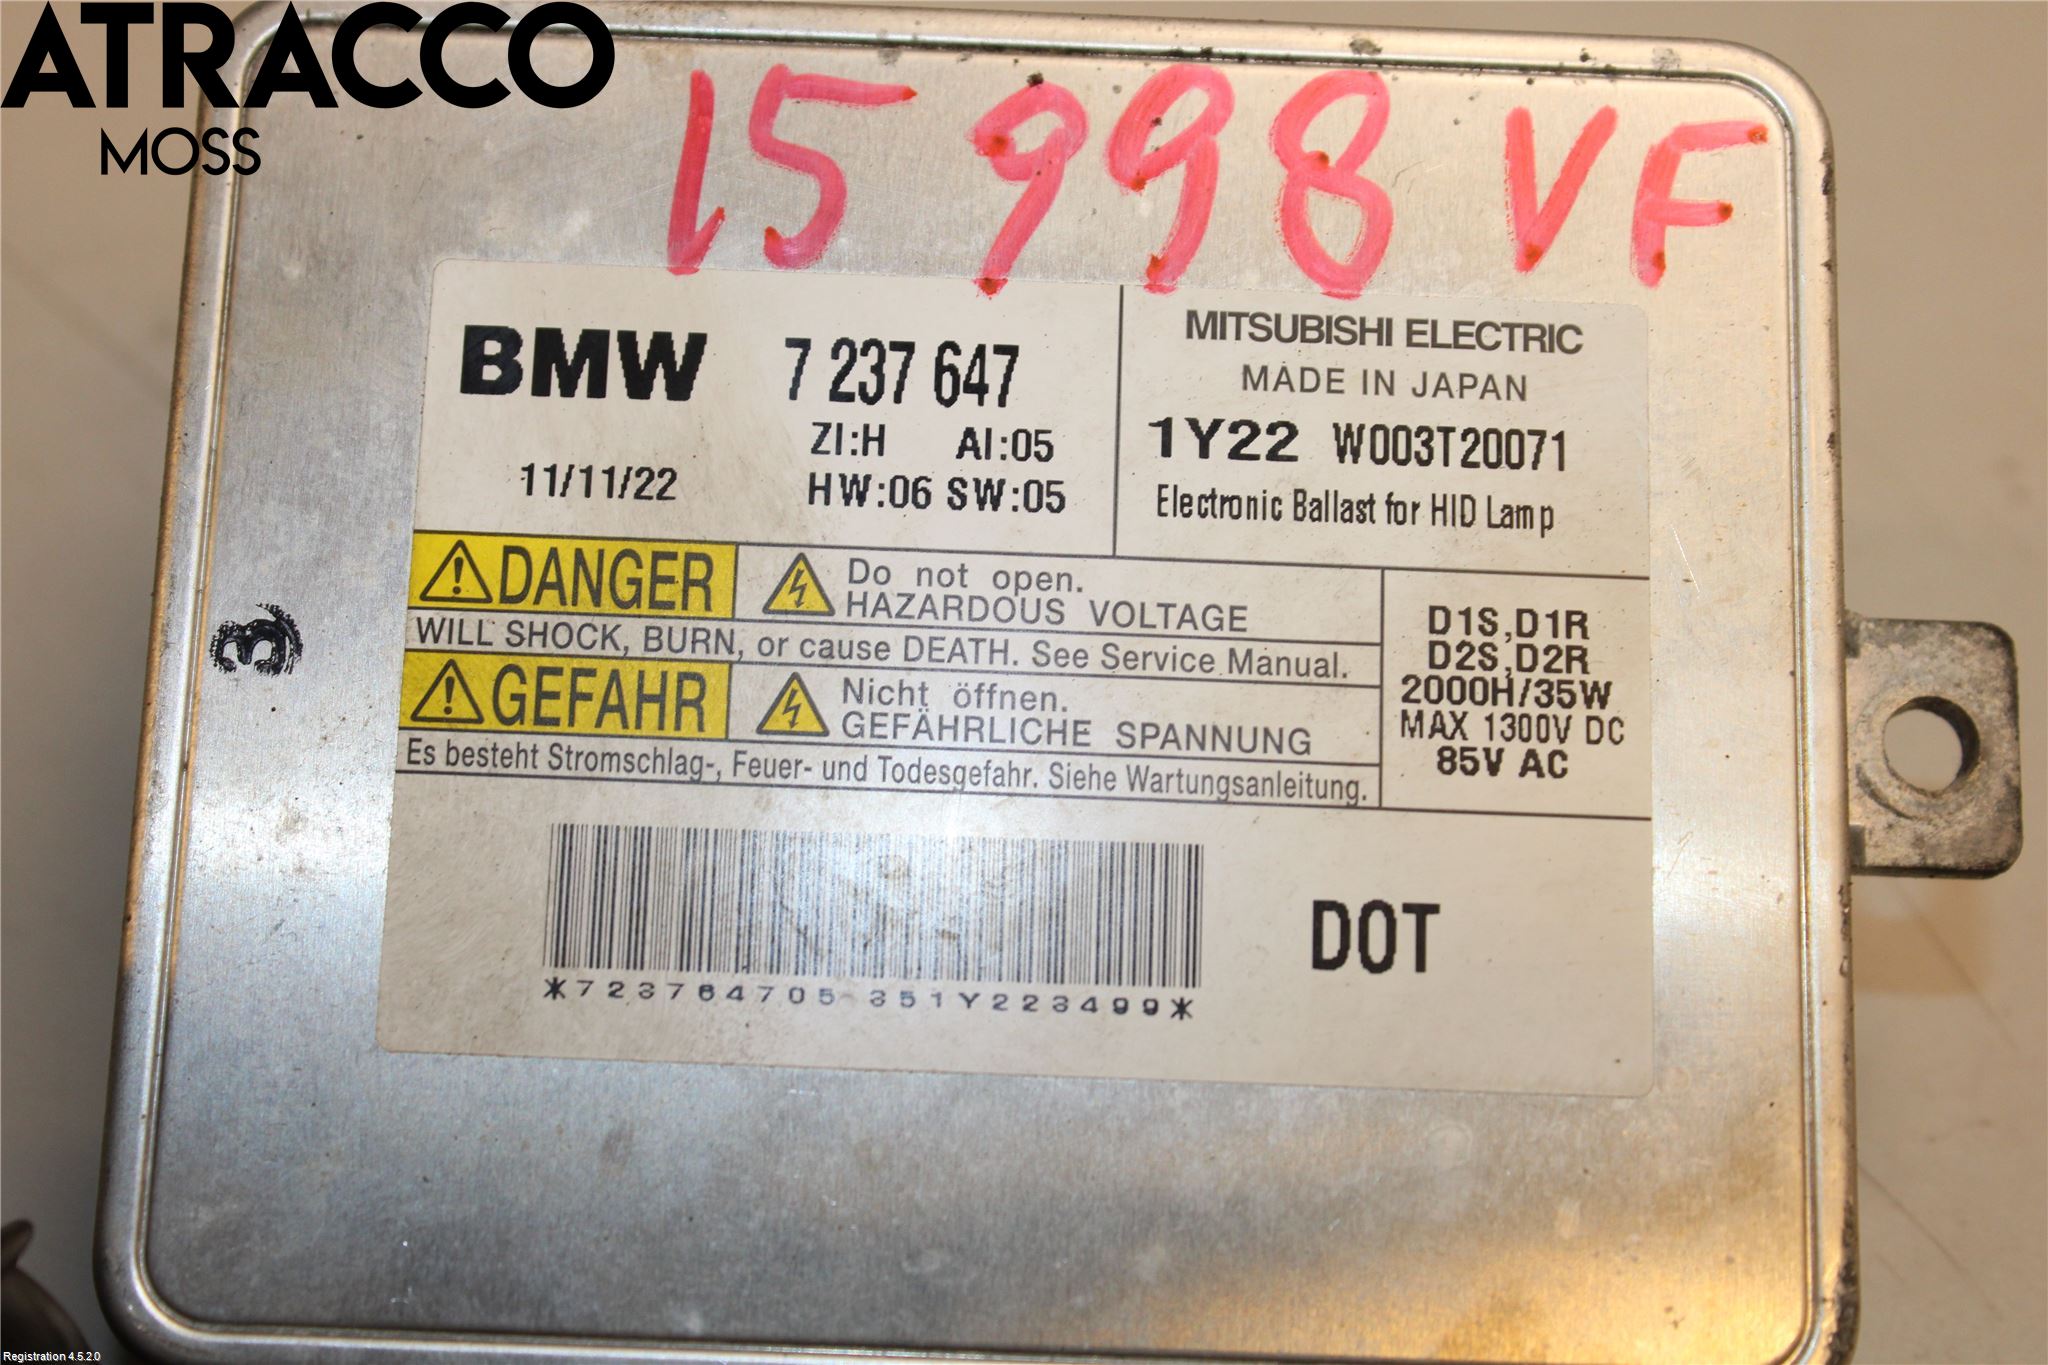 ATRACCO
MOSS
15998VF
BMW 7 237 647
ZI:H AI:05
11/11/22 HW:06 SW:05
MITSUBISHI ELECTRIC
MADE IN JAPAN
1Y22 W003T20071
Electronic Ballast for HID Lamp
DANGER Do not open.
HAZARDOUS VOLTAGE
WILL SHOCK, BURN, or cause DEATH. See Service Manual.
GEFAHR Nicht öffnen.
GEFÄHRLICHE SPANNUNG
Es besteht Stromschlag-, Feuer- und Todesgefahr. Siehe Wartungsanleitung.
D1S,D1R
D2S,D2R
2000H/35W
MAX 1300V DC
85V AC
3
DOT
*723764705 351Y223499*
Registration 4.5.2.0